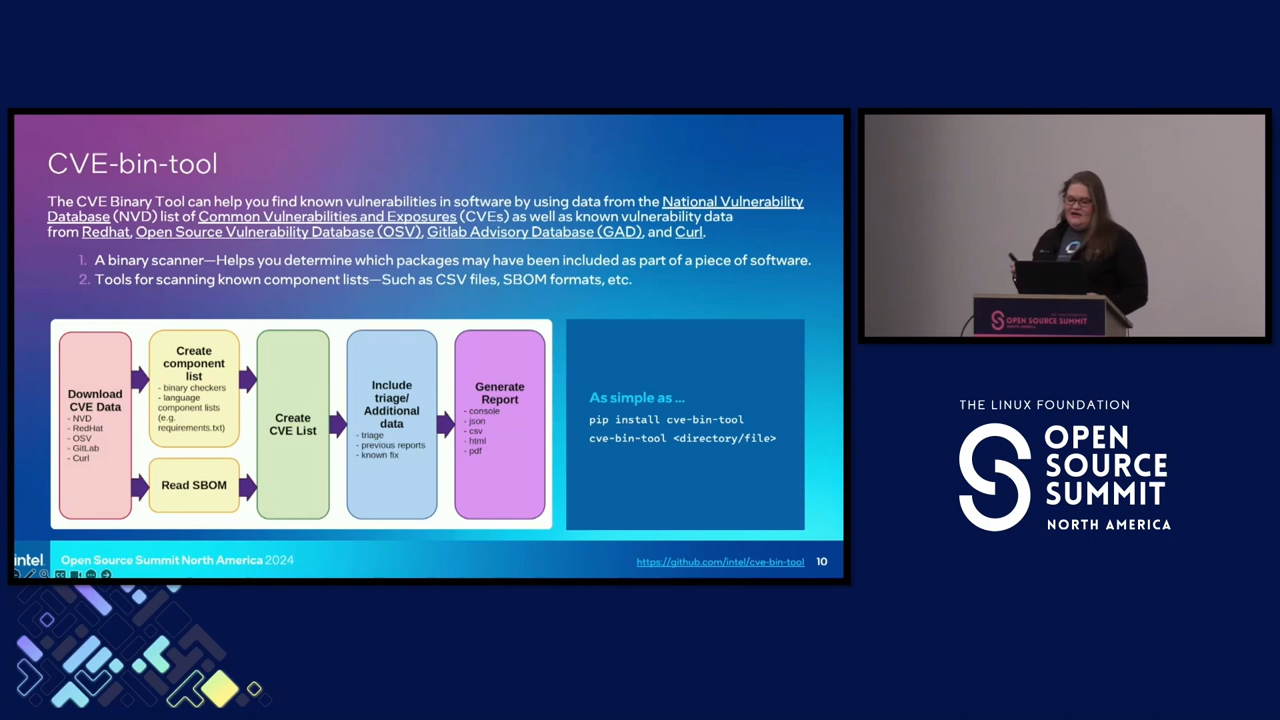 CVE-bin-tool
The CVE Binary Tool can help you find known vulnerabilities in software by using data from the National Vulnerability
Database (NVD) list of Common Vulnerabilities and Exposures (CVEs) as well as known vulnerability data
from Redhat, Open Source Vulnerability Database (OSV), Gitlab Advisory Database (GAD), and Curl.
1. A binary scanner—Helps you determine which packages may have been included as part of a piece of software.
2. Tools for scanning known component lists—Such as CSV files, SBOM formats, etc.
Download
CVE Data
- NVD
- RedHat
- OSV
- GitLab
- Curl
Create
component
list
- binary checkers
- language
component lists
(e.g.
requirements.txt)
Read SBOM
Create
CVE List
Include
triage/
Additional
data
- triage
- previous reports
- known fix
Generate
Report
- console
- json
- csv
- html
- pdf
As simple as ...
pip install cve-bin-tool
cve-bin-tool <directory/file>
intel
Open Source Summit North America 2024
https://github.com/intel/cve-bin-tool
10
OPEN SOURCE SUMMIT
NORTH AMERICA
THE LINUX FOUNDATION
OPEN
SOURCE
SUMMIT
NORTH AMERICA